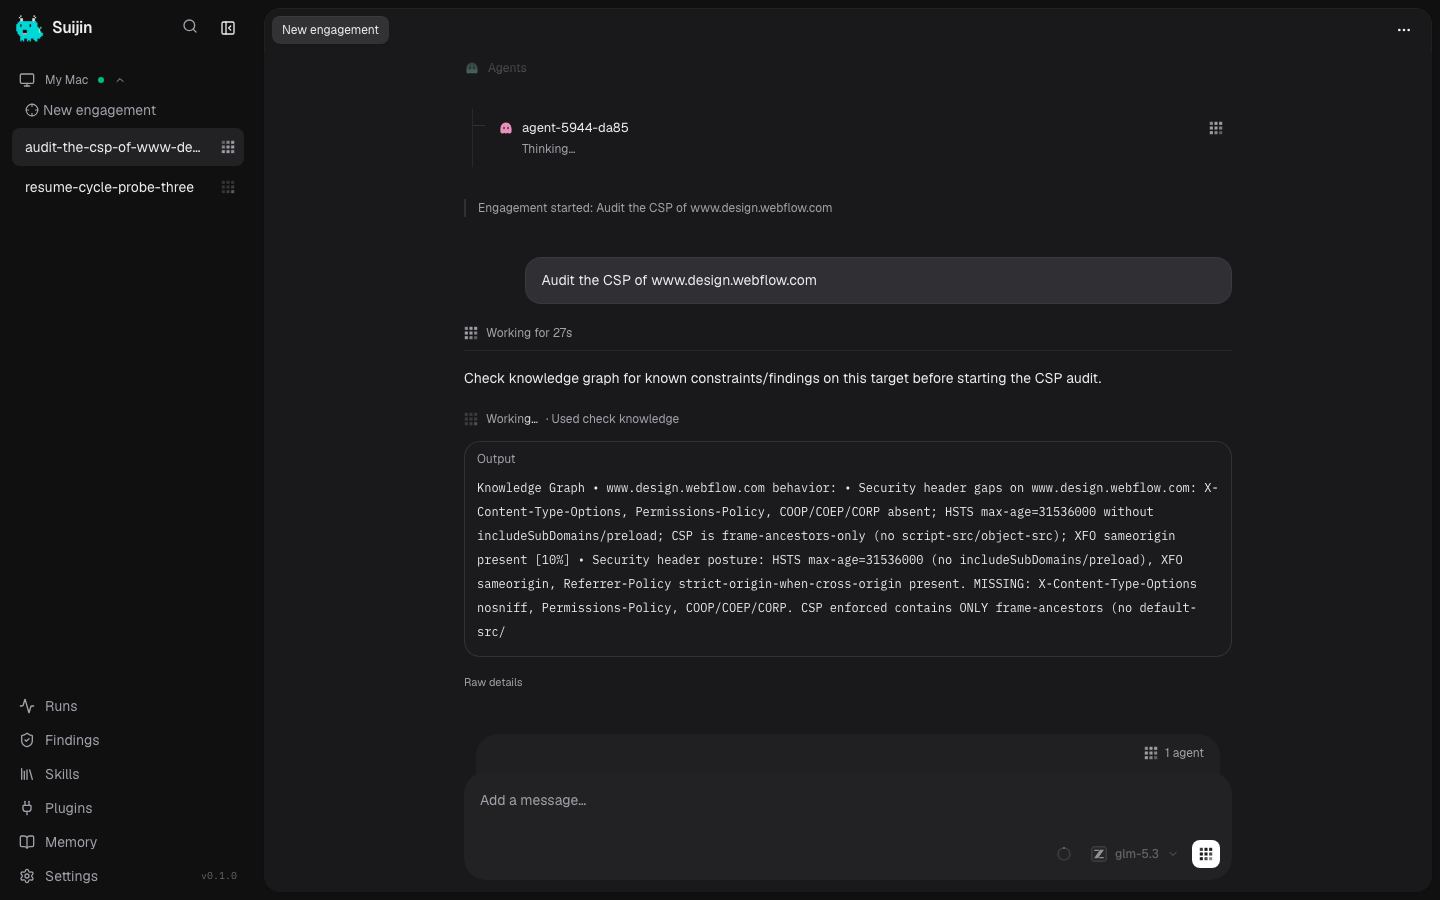 Suijin
My Mac
New engagement
audit-the-csp-of-www-de...
resume-cycle-probe-three
Runs
Findings
Skills
Plugins
Memory
Settings
v0.1.0
New engagement
Agents
agent-5944-da85
Thinking...
Engagement started: Audit the CSP of www.design.webflow.com
Audit the CSP of www.design.webflow.com
Working for 27s
Check knowledge graph for known constraints/findings on this target before starting the CSP audit.
Working... · Used check knowledge
Output
Knowledge Graph • www.design.webflow.com behavior: • Security header gaps on www.design.webflow.com: X-
Content-Type-Options, Permissions-Policy, COOP/COEP/CORP absent; HSTS max-age=31536000 without
includeSubDomains/preload; CSP is frame-ancestors-only (no script-src/object-src); XFO sameorigin
present [10%] • Security header posture: HSTS max-age=31536000 (no includeSubDomains/preload), XFO
sameorigin, Referrer-Policy strict-origin-when-cross-origin present. MISSING: X-Content-Type-Options
nosniff, Permissions-Policy, COOP/COEP/CORP. CSP enforced contains ONLY frame-ancestors (no default-
src/
Raw details
1 agent
Add a message...
glm-5.3